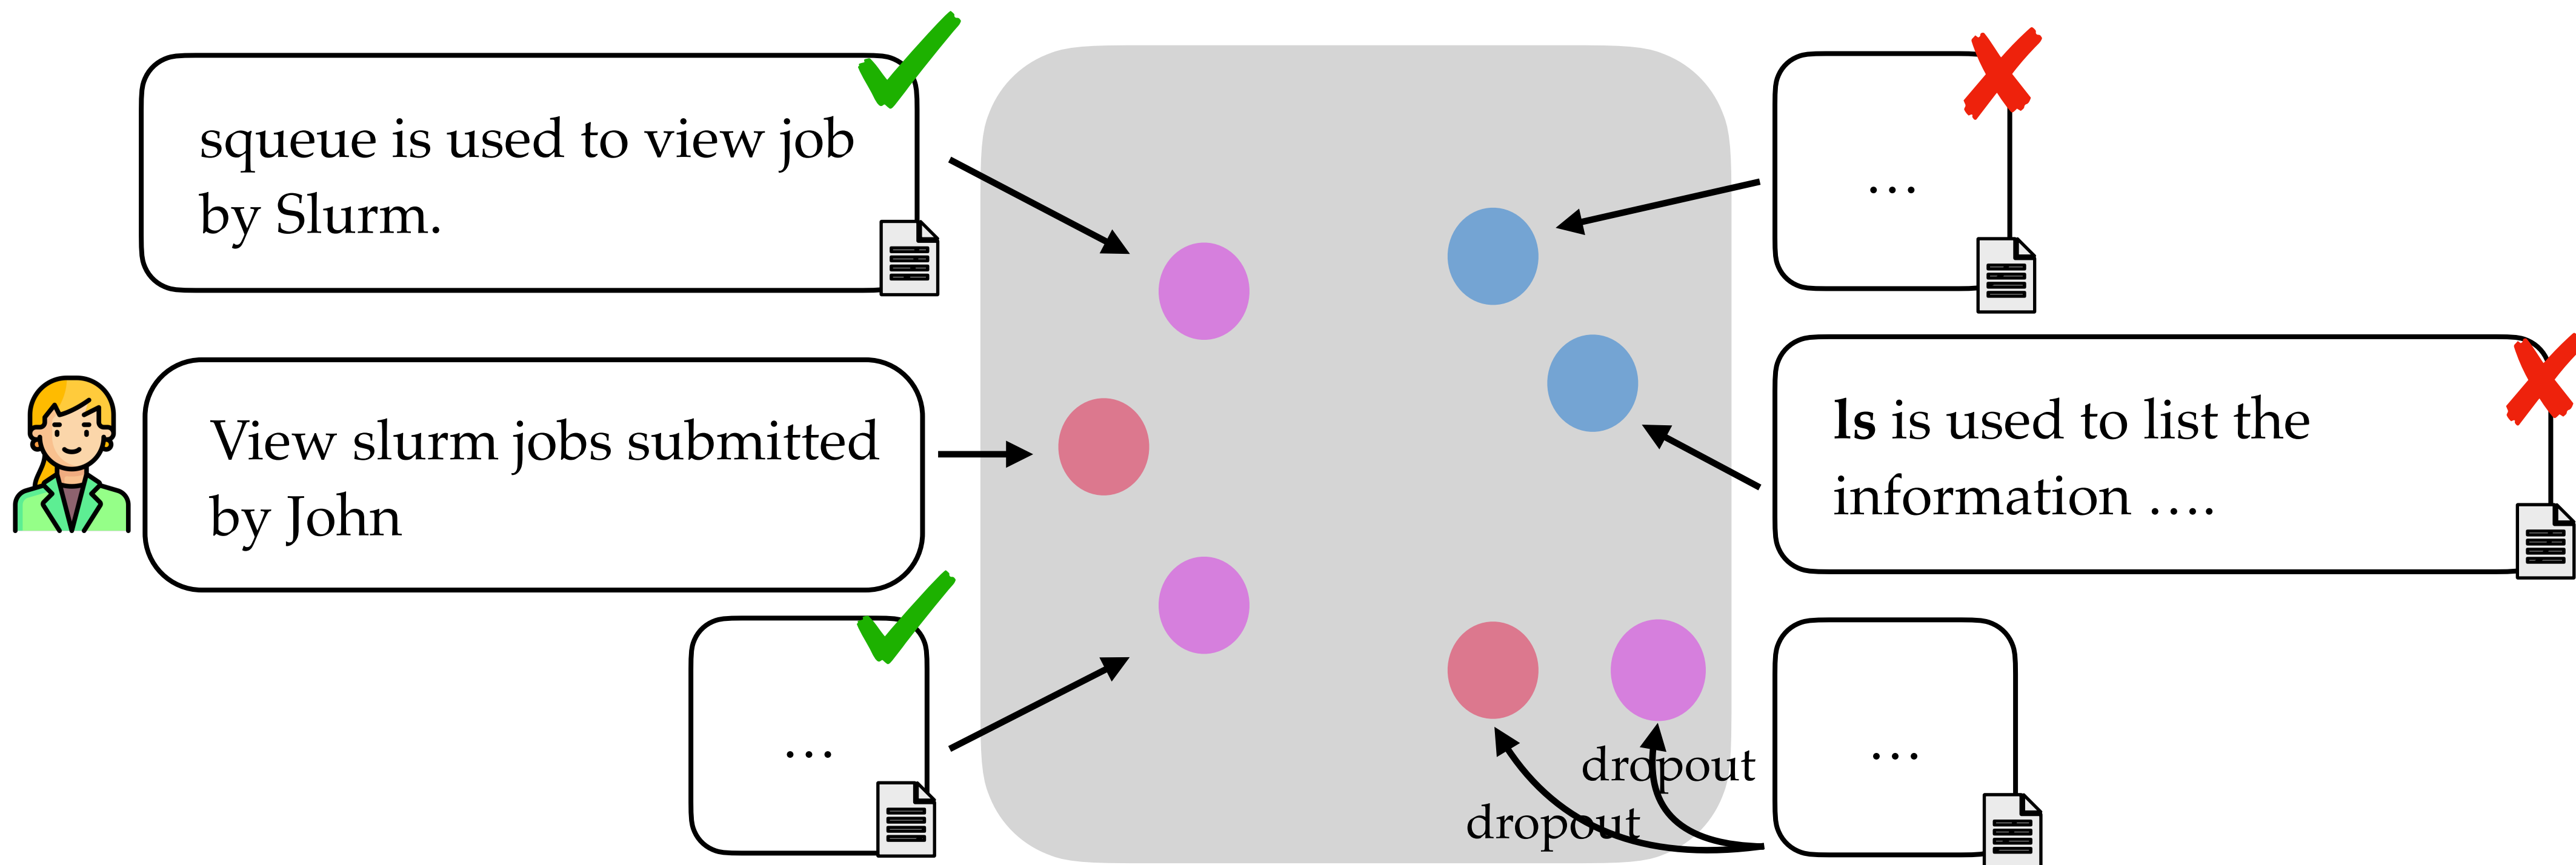 squeue is used to view job
by Slurm.
…
View slurm jobs submitted
by John
ls is used to list the
information ….
…
…
dropout
dropout